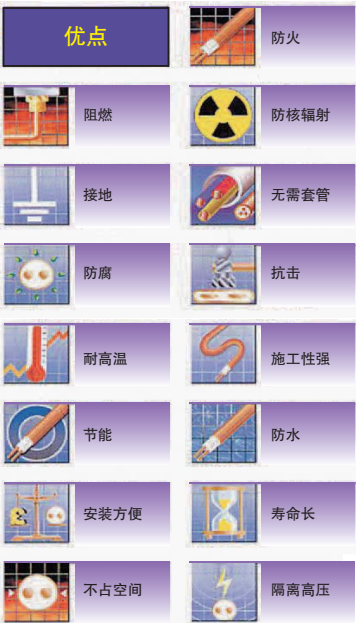 优点
防火
阻燃
防核辐射
接地
无需套管
防腐
抗击
耐高温
施工性强
节能
防水
安装方便
寿命长
不占空间
隔离高压